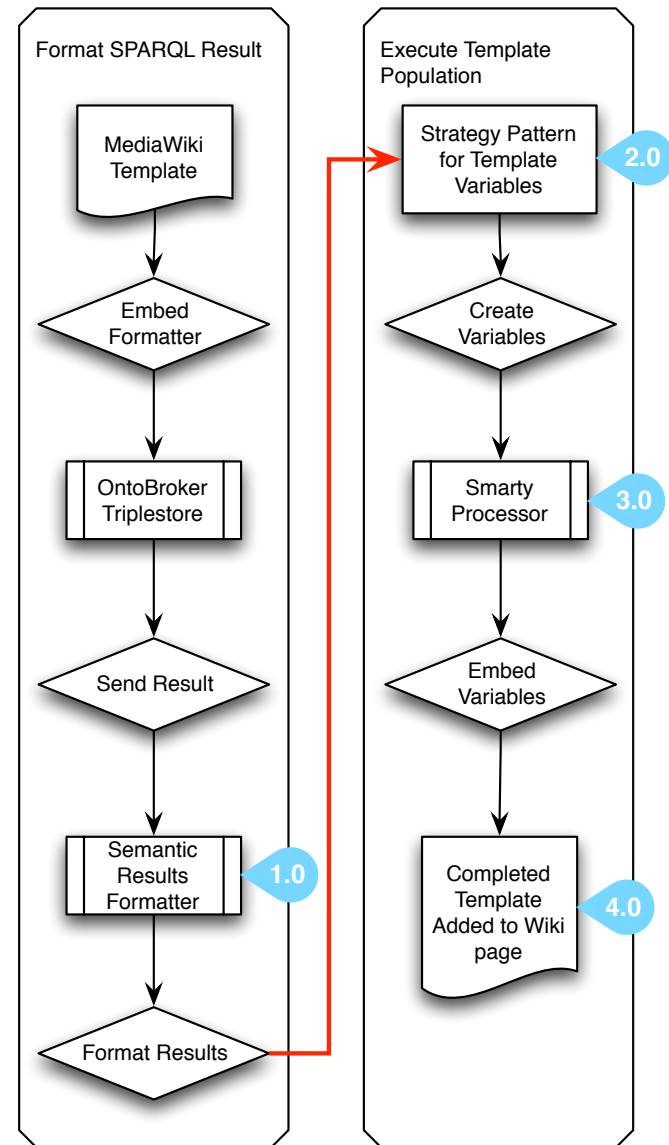 Format SPARQL Result
MediaWiki
Template
Embed
Formatter
OntoBroker
Triplestore
Send Result
Semantic
Results
Formatter
1.0
Format Results
Execute Template
Population
Strategy Pattern
for Template
Variables
2.0
Create
Variables
Smarty
Processor
3.0
Embed
Variables
Completed
Template
Added to Wiki
page
4.0